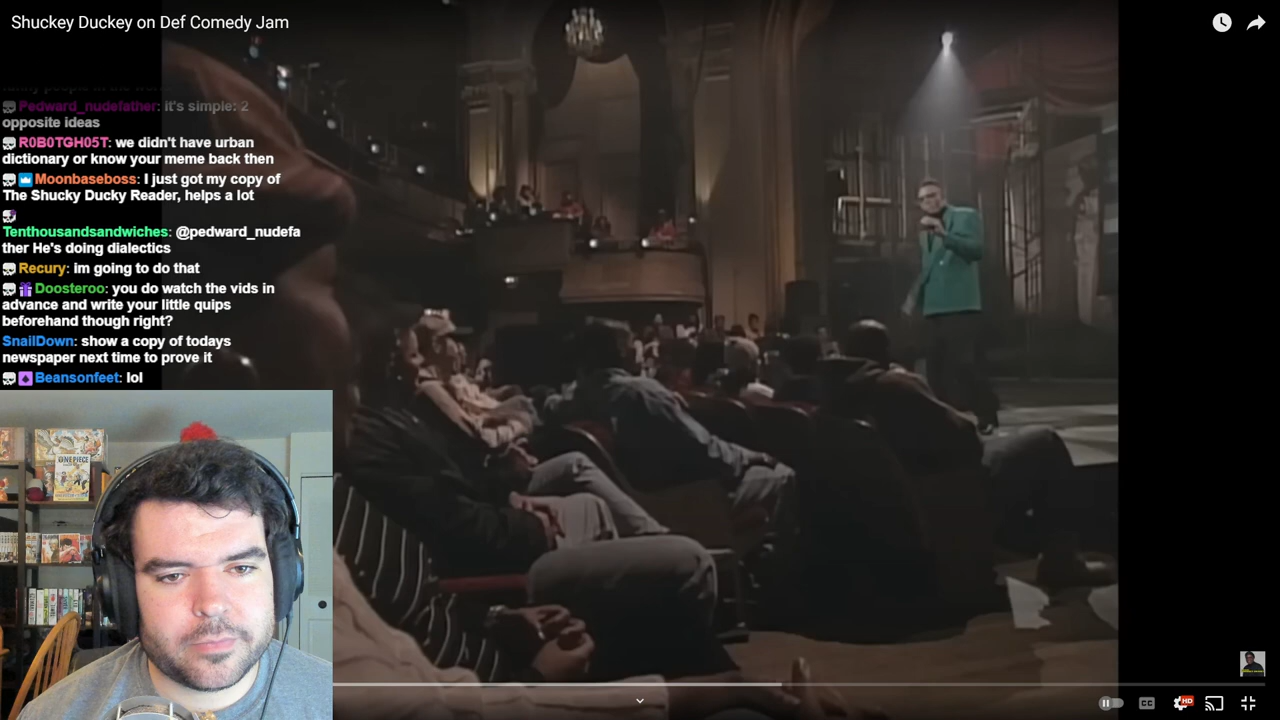 Shuckey Duckey on Def Comedy Jam
Pedward_nudefather: it's simple: 2
opposite ideas
R0B0TGH05T: we didn't have urban
dictionary or know your meme back then
Moonbaseboss: I just got my copy of
The Shucky Ducky Reader, helps a lot
Tenthousandsandwiches: @pedward_nudefa
ther He's doing dialectics
Recury: im going to do that
Doosteroo: you do watch the vids in
advance and write your little quips
beforehand though right?
SnailDown: show a copy of todays
newspaper next time to prove it
Beansonfeet: lol
ONE PIECE
CC
HD